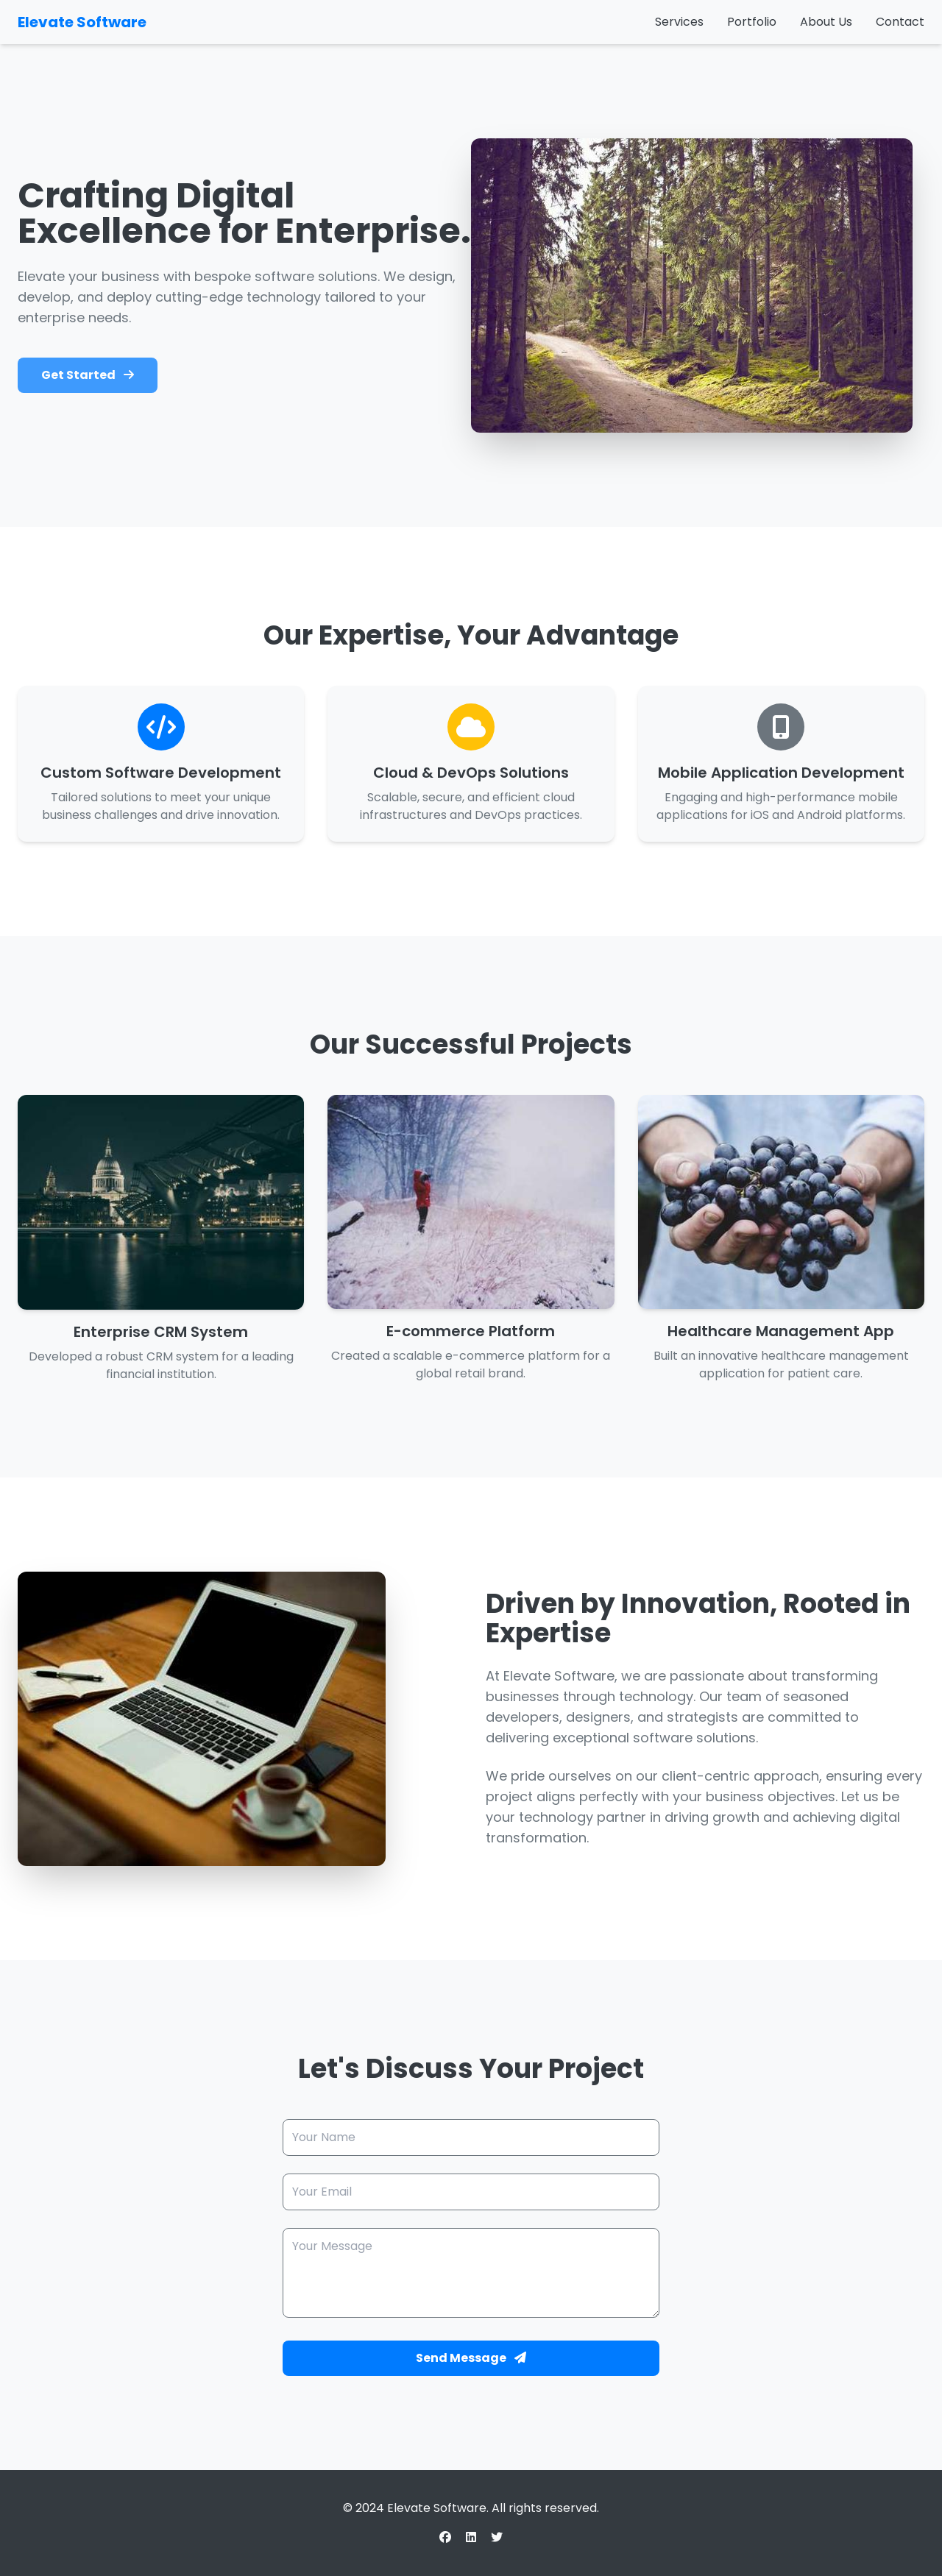 Elevate Software
Services
Portfolio
About Us
Contact
Crafting Digital
Excellence for Enterprise.
Elevate your business with bespoke software solutions. We design,
develop, and deploy cutting-edge technology tailored to your
enterprise needs.
Get Started
Our Expertise, Your Advantage
Custom Software Development
Tailored solutions to meet your unique
business challenges and drive innovation.
Cloud & DevOps Solutions
Scalable, secure, and efficient cloud
infrastructures and DevOps practices.
Mobile Application Development
Engaging and high-performance mobile
applications for iOS and Android platforms.
Our Successful Projects
Enterprise CRM System
Developed a robust CRM system for a leading
financial institution.
E-commerce Platform
Created a scalable e-commerce platform for a
global retail brand.
Healthcare Management App
Built an innovative healthcare management
application for patient care.
Driven by Innovation, Rooted in
Expertise
At Elevate Software, we are passionate about transforming
businesses through technology. Our team of seasoned
developers, designers, and strategists are committed to
delivering exceptional software solutions.
We pride ourselves on our client-centric approach, ensuring every
project aligns perfectly with your business objectives. Let us be
your technology partner in driving growth and achieving digital
transformation.
Let's Discuss Your Project
Your Name
Your Email
Your Message
Send Message
© 2024 Elevate Software. All rights reserved.